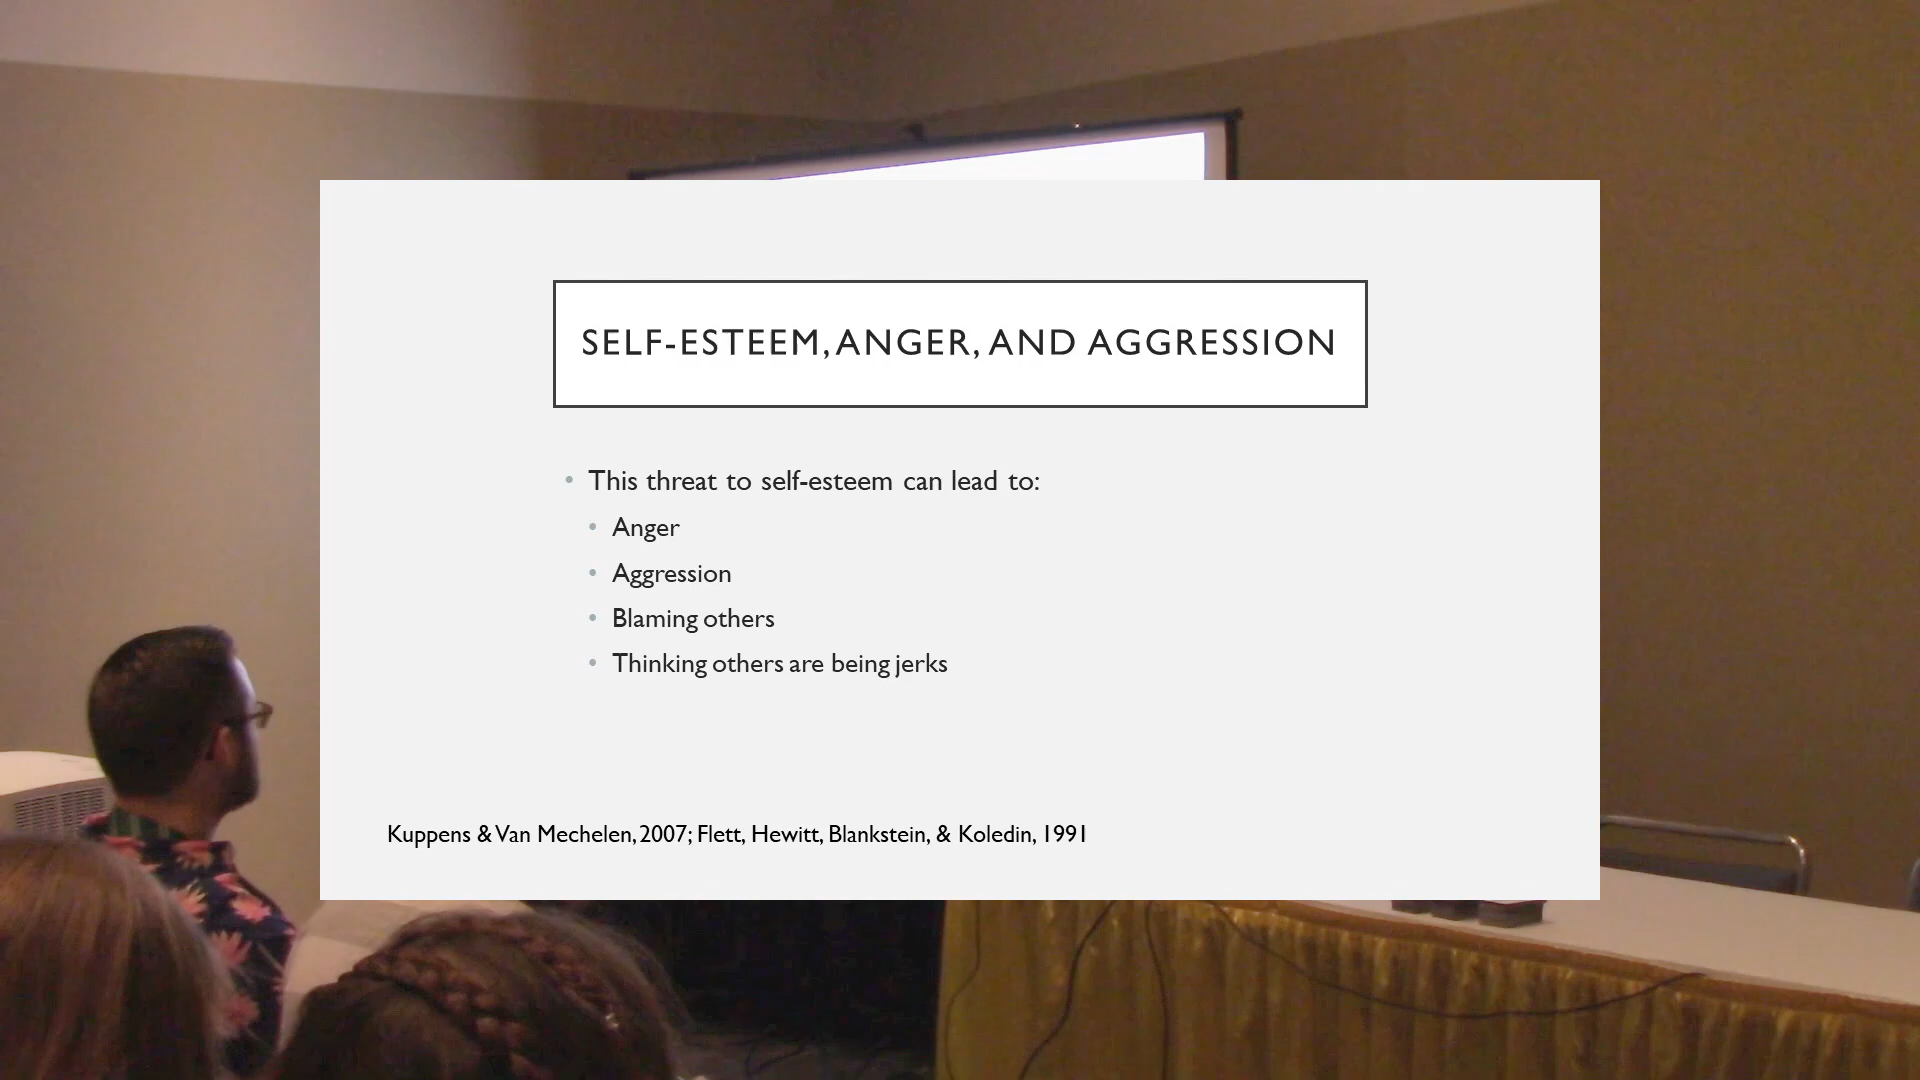 SELF-ESTEEM, ANGER, AND AGGRESSION
• This threat to self-esteem can lead to:
• Anger
• Aggression
• Blaming others
• Thinking others are being jerks
Kuppens & Van Mechelen, 2007; Flett, Hewitt, Blankstein, & Koledin, 1991